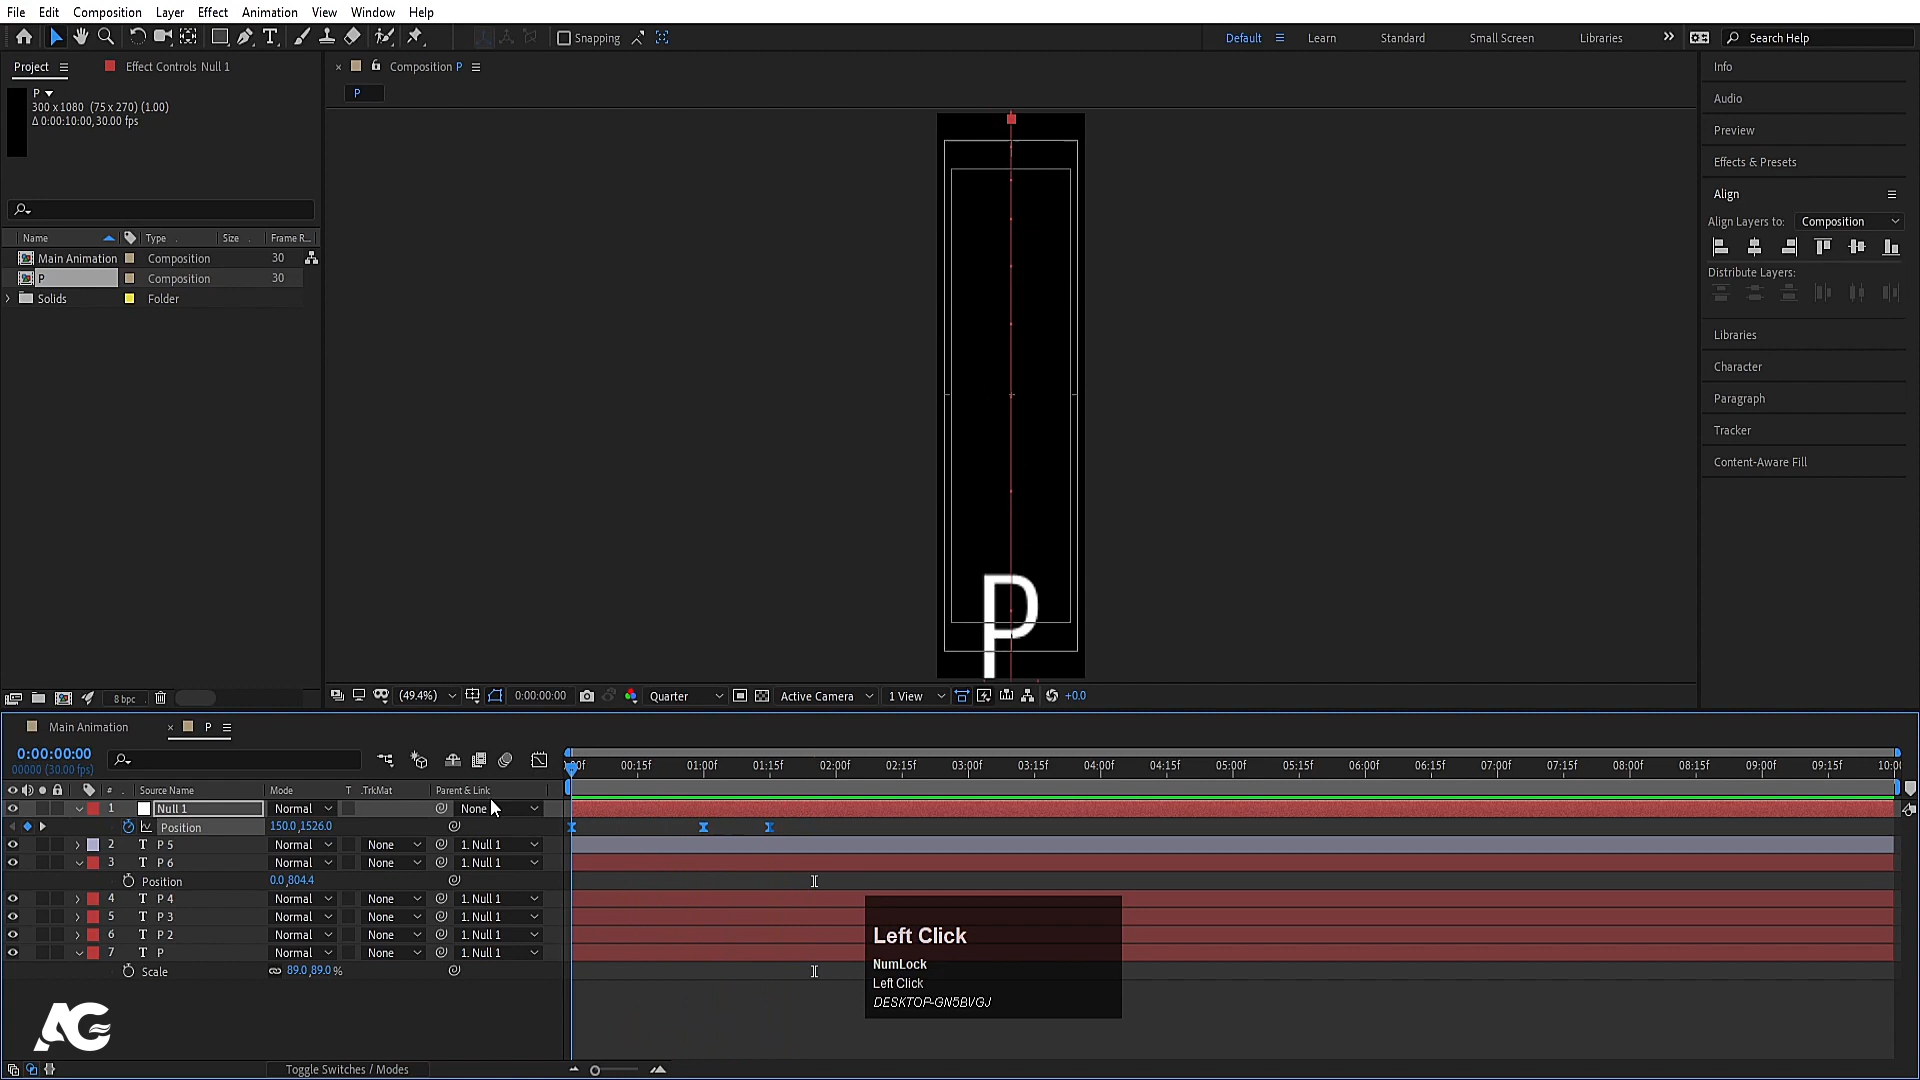 File Edit Composition Layer Effect Animation View Window Help
Snapping
Default Learn Standard Small Screen Libraries Search Help
Project Effect Controls Null 1
P
300 x 1080 (75 x 270) (1.00)
Δ 0:00:10:00, 30.00 fps
Composition P
P
Name Type Size Frame R...
Main Animation Composition 30
P Composition 30
Solids Folder
8 bpc
P
(49.4%) 0:00:00:00 Quarter Active Camera 1 View +0.0
Info
Audio
Preview
Effects & Presets
Align
Align Layers to: Composition
Distribute Layers:
Libraries
Character
Paragraph
Tracker
Content-Aware Fill
Main Animation P
0:00:00:00
00000 (30.00 fps)
00:15f 01:00f 01:15f 02:00f 02:15f 03:00f 03:15f 04:00f 04:15f 05:00f 05:15f 06:00f 06:15f 07:00f 07:15f 08:00f 08:15f 09:00f 09:15f 10:00
# Source Name Mode T .TrkMat Parent & Link
1 Null 1 Normal None
Position 150.0,1526.0
2 T P 5 Normal None 1. Null 1
3 T P 6 Normal None 1. Null 1
Position 0.0,804.4
4 T P 4 Normal None 1. Null 1
5 T P 3 Normal None 1. Null 1
6 T P 2 Normal None 1. Null 1
7 T P Normal None 1. Null 1
Scale 89.0,89.0 %
Left Click
NumLock
Left Click
DESKTOP-GN5BVGJ
AG
Toggle Switches / Modes